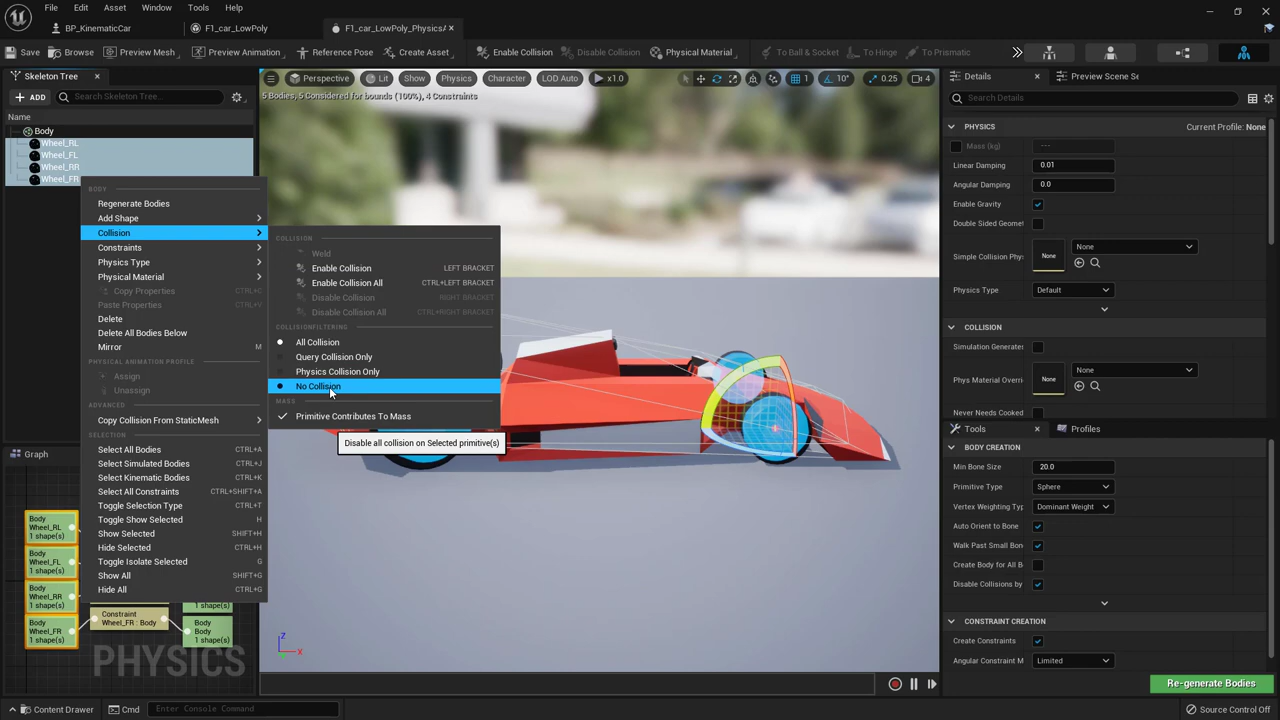 File Edit Asset Window Tools Help
BP_KinematicCar
F1_car_LowPoly
F1_car_LowPoly_PhysicsA
Save Browse Preview Mesh Preview Animation Reference Pose Create Asset Enable Collision Disable Collision Physical Material To Ball & Socket To Hinge To Prismatic
Skeleton Tree
ADD Search Skeleton Tree...
Name
Body
Wheel_RL
Wheel_FL
Wheel_RR
Wheel_FR
BODY
Regenerate Bodies
Add Shape
Collision
Constraints
Physics Type
Physical Material
Copy Properties CTRL+C
Paste Properties CTRL+V
Delete
Delete All Bodies Below
Mirror M
PHYSICAL ANIMATION PROFILE
Assign
Unassign
ADVANCED
Copy Collision From StaticMesh
SELECTION
Select All Bodies CTRL+A
Select Simulated Bodies CTRL+J
Select Kinematic Bodies CTRL+K
Select All Constraints CTRL+SHIFT+A
Toggle Selection Type CTRL+T
Toggle Show Selected H
Show Selected SHIFT+H
Hide Selected CTRL+H
Toggle Isolate Selected G
Show All SHIFT+G
Hide All CTRL+G
COLLISION
Weld
Enable Collision LEFT BRACKET
Enable Collision All CTRL+LEFT BRACKET
Disable Collision RIGHT BRACKET
Disable Collision All CTRL+RIGHT BRACKET
COLLISIONFILTERING
All Collision
Query Collision Only
Physics Collision Only
No Collision
MASS
Primitive Contributes To Mass
Disable all collision on Selected primitive(s)
Perspective Lit Show Physics Character LOD Auto x1.0 1 10° 0.25 4
5 Bodies, 5 Considered for bounds (100%), 4 Constraints
Z
X
Graph
Body
Wheel_RL
1 shape(s)
Body
Wheel_FL
1 shape(s)
Body
Wheel_RR
1 shape(s)
Body
Wheel_FR
1 shape(s)
Constraint
Wheel_FR : Body
1 shape(s)
Body
Body
1 shape(s)
PHYSICS
Details Preview Scene Se
Search Details
PHYSICS Current Profile: None
Mass (kg) ---
Linear Damping 0.01
Angular Damping 0.0
Enable Gravity
Double Sided Geome
Simple Collision Phy None None
Physics Type Default
COLLISION
Simulation Generate
Phys Material Overri None None
Never Needs Cooked
Tools Profiles
BODY CREATION
Min Bone Size 20.0
Primitive Type Sphere
Vertex Weighting Typ Dominant Weight
Auto Orient to Bone
Walk Past Small Bon
Create Body for All B
Disable Collisions by
CONSTRAINT CREATION
Create Constraints
Angular Constraint M Limited
Re-generate Bodies
Content Drawer Cmd Enter Console Command Source Control Off